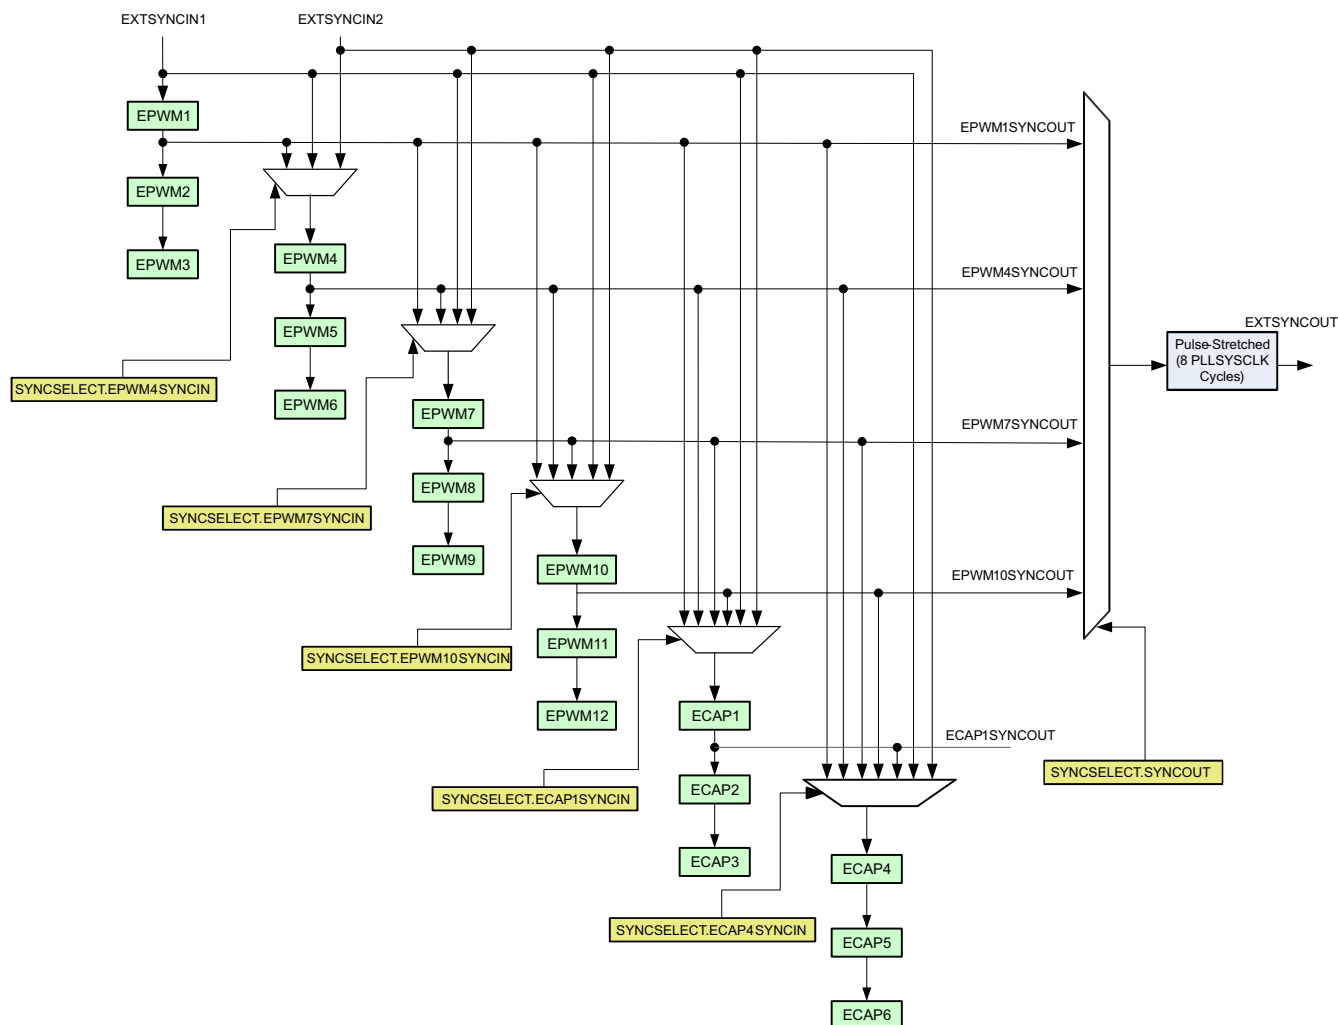 EXTSYNCIN1
EXTSYNCIN2
EPWM1
EPWM1SYNCOUT
EPWM2
EPWM3
EPWM4
EPWM4SYNCOUT
EPWM5
EXTSYNCOUT
Pulse-Stretched
(8 PLLSYSCLK
Cycles)
SYNCSELECT.EPWM4SYNCIN
EPWM6
EPWM7
EPWM7SYNCOUT
EPWM8
SYNCSELECT.EPWM7SYNCIN
EPWM9
EPWM10
EPWM10SYNCOUT
EPWM11
SYNCSELECT.EPWM10SYNCIN
EPWM12
ECAP1
ECAP1SYNCOUT
SYNCSELECT.SYNCOUT
ECAP2
SYNCSELECT.ECAP1SYNCIN
ECAP3
ECAP4
SYNCSELECT.ECAP4SYNCIN
ECAP5
ECAP6